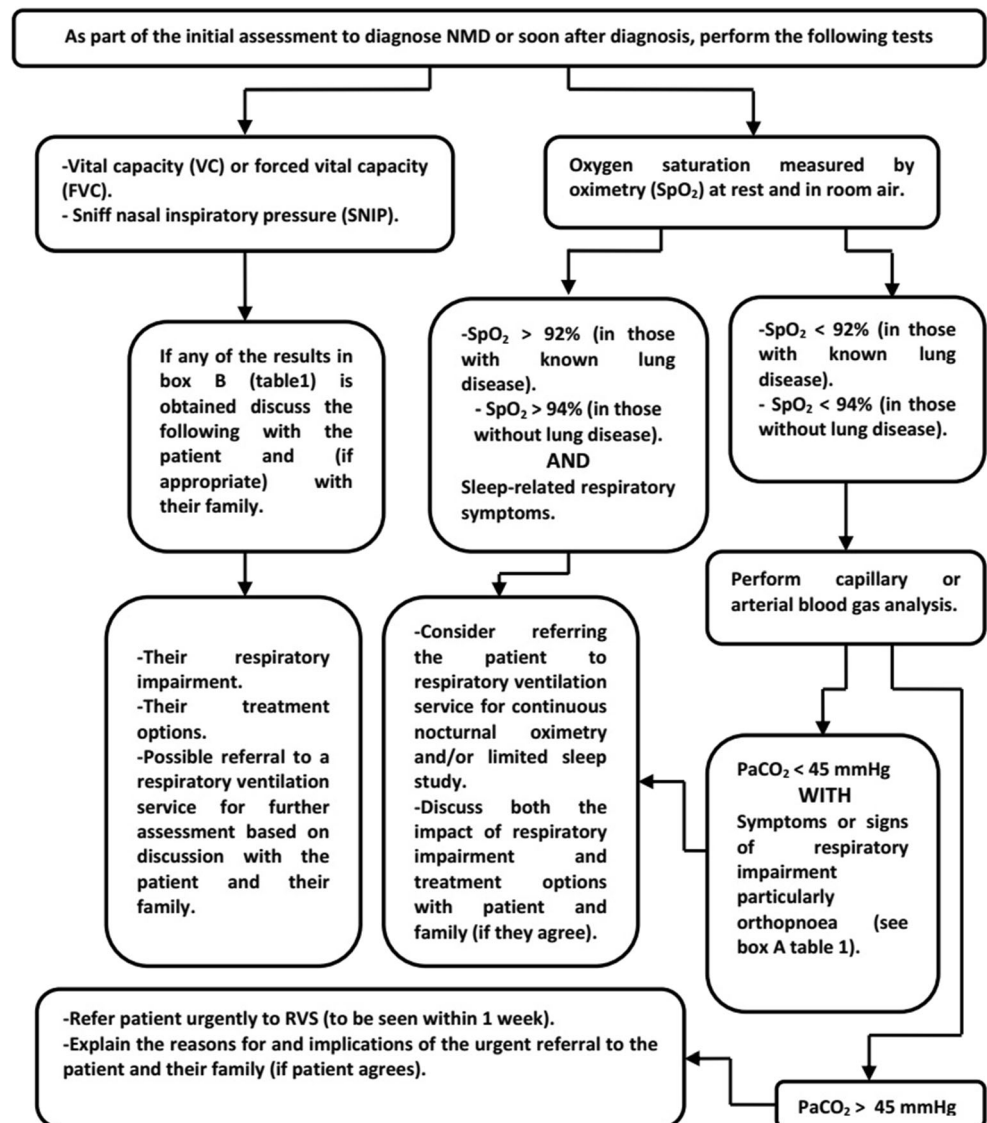 As part of the initial assessment to diagnose NMD or soon after diagnosis, perform the following tests
-Vital capacity (VC) or forced vital capacity
(FVC).
- Sniff nasal inspiratory pressure (SNIP).
Oxygen saturation measured by
oximetry (SpO₂) at rest and in room air.
If any of the results in
box B (table1) is
obtained discuss the
following with the
patient and (if
appropriate) with
their family.
-SpO₂ > 92% (in those
with known lung
disease).
- SpO₂ > 94% (in those
without lung disease).
AND
Sleep-related respiratory
symptoms.
-SpO₂ < 92% (in those
with known lung
disease).
- SpO₂ < 94% (in those
without lung disease).
Perform capillary or
arterial blood gas analysis.
-Their respiratory
impairment.
-Their treatment
options.
-Possible referral to a
respiratory ventilation
service for further
assessment based on
discussion with the
patient and their
family.
-Consider referring
the patient to
respiratory ventilation
service for continuous
nocturnal oximetry
and/or limited sleep
study.
-Discuss both the
impact of respiratory
impairment and
treatment options
with patient and
family (if they agree).
PaCO₂ < 45 mmHg
WITH
Symptoms or signs
of respiratory
impairment
particularly
orthopnoea (see
box A table 1).
-Refer patient urgently to RVS (to be seen within 1 week).
-Explain the reasons for and implications of the urgent referral to the
patient and their family (if patient agrees).
PaCO₂ > 45 mmHg